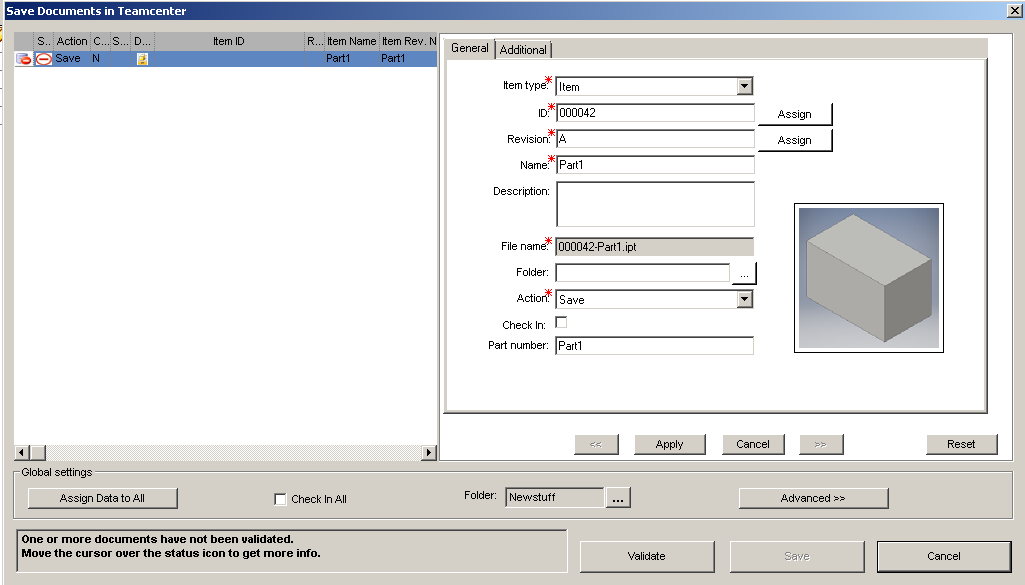 Save Documents in Teamcenter
S.. Action C... S... D... Item ID R... Item Name Item Rev. N
Save N Part1 Part1
General Additional
Item type:* Item
ID:* 000042 Assign
Revision:* A Assign
Name:* Part1
Description:
File name:* 000042-Part1.ipt
Folder: ...
Action:* Save
Check In:
Part number: Part1
<< Apply Cancel >> Reset
Global settings
Assign Data to All Check In All Folder: Newstuff ... Advanced >>
One or more documents have not been validated.
Move the cursor over the status icon to get more info.
Validate Save Cancel